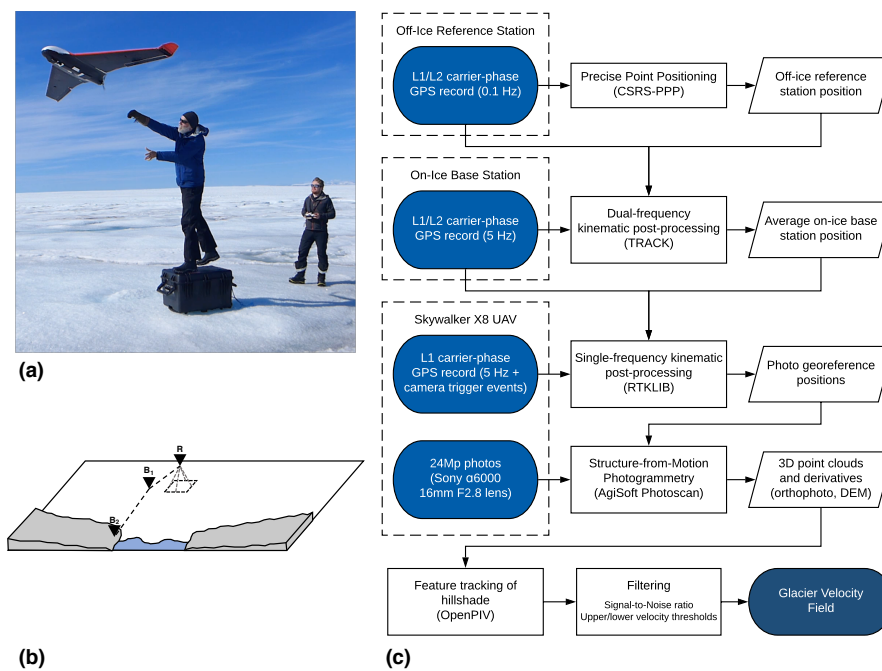 (a)
R
B1
B2
(b)
Off-Ice Reference Station
L1/L2 carrier-phase
GPS record (0.1 Hz)
Precise Point Positioning
(CSRS-PPP)
Off-ice reference
station position
On-Ice Base Station
L1/L2 carrier-phase
GPS record (5 Hz)
Dual-frequency
kinematic post-processing
(TRACK)
Average on-ice base
station position
Skywalker X8 UAV
L1 carrier-phase
GPS record (5 Hz +
camera trigger events)
Single-frequency kinematic
post-processing
(RTKLIB)
Photo georeference
positions
24Mp photos
(Sony α6000
16mm F2.8 lens)
Structure-from-Motion
Photogrammetry
(AgiSoft Photoscan)
3D point clouds
and derivatives
(orthophoto, DEM)
Feature tracking of
hillshade
(OpenPIV)
Filtering
Signal-to-Noise ratio
Upper/lower velocity thresholds
Glacier Velocity
Field
(c)